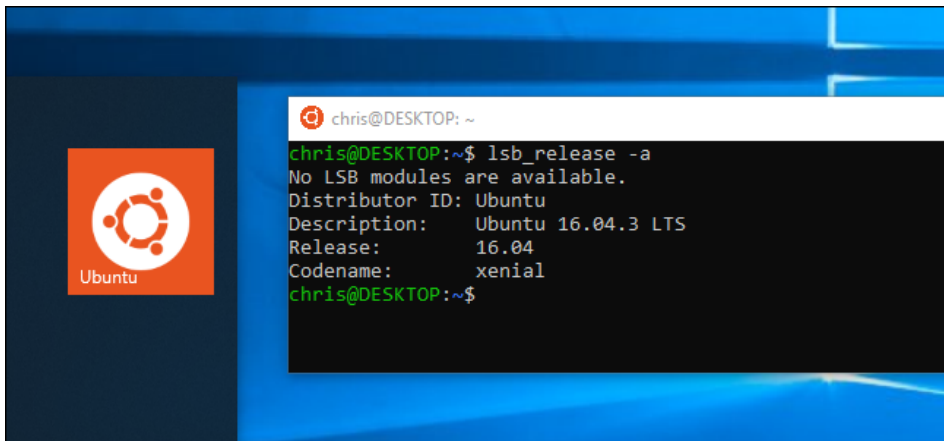 chris@DESKTOP: ~
chris@DESKTOP:~$ lsb_release -a
No LSB modules are available.
Distributor ID: Ubuntu
Description:    Ubuntu 16.04.3 LTS
Release:        16.04
Codename:       xenial
chris@DESKTOP:~$
Ubuntu